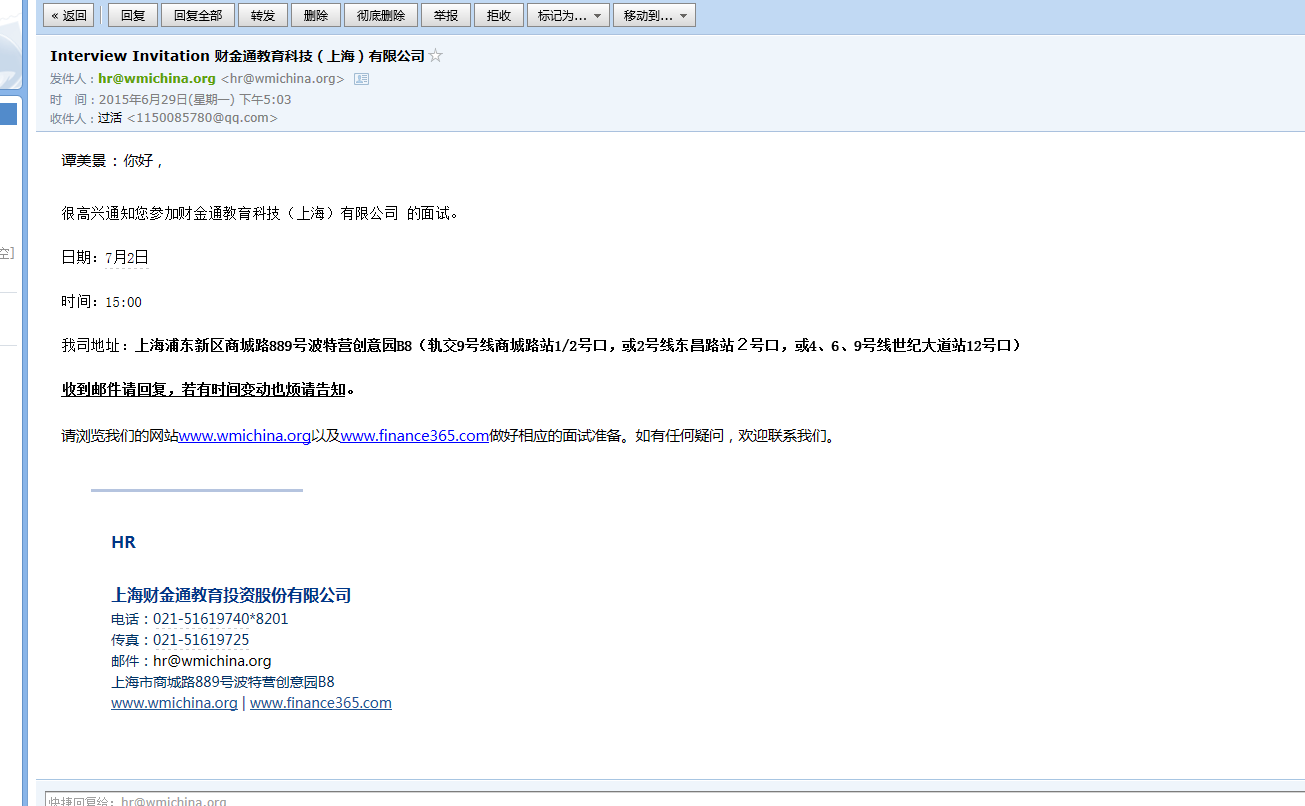 « 返回 回复 回复全部 转发 删除 彻底删除 举报 拒收 标记为... 移动到...
Interview Invitation 财金通教育科技（上海）有限公司
发件人：hr@wmichina.org <hr@wmichina.org>
时 间：2015年6月29日(星期一) 下午5:03
收件人：过活 <1150085780@qq.com>
谭美景：你好，
很高兴通知您参加财金通教育科技（上海）有限公司 的面试。
空]
日期：7月2日
时间：15:00
我司地址：上海浦东新区商城路889号波特营创意园B8（轨交9号线商城路站1/2号口，或2号线东昌路站２号口，或4、6、9号线世纪大道站12号口）
收到邮件请回复，若有时间变动也烦请告知。
请浏览我们的网站www.wmichina.org以及www.finance365.com做好相应的面试准备。如有任何疑问，欢迎联系我们。
HR
上海财金通教育投资股份有限公司
电话：021-51619740*8201
传真：021-51619725
邮件：hr@wmichina.org
上海市商城路889号波特营创意园B8
www.wmichina.org | www.finance365.com
快捷回复给：hr@wmichina.org